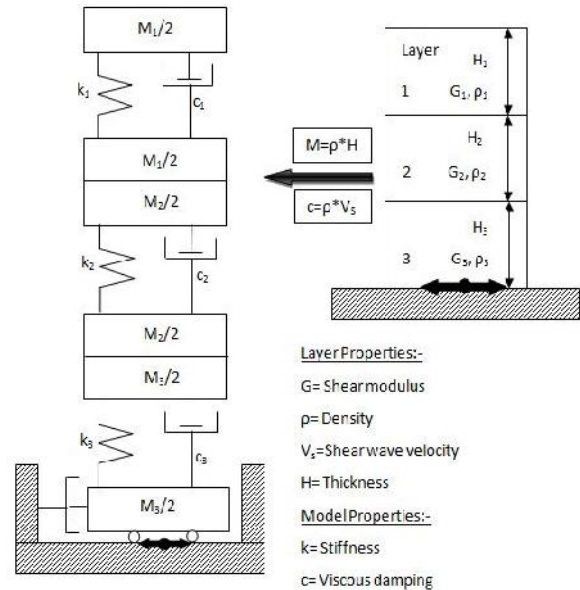 M1/2
k1
c1
M1/2
M2/2
k2
c2
M2/2
M3/2
k3
c3
M3/2
M=ρ*H
c=ρ*Vs
Layer
H1
1 G1, ρ1
H2
2 G2, ρ2
H3
3 G3, ρ3
Layer Properties:-
G= Shear modulus
ρ= Density
Vs=Shear wave velocity
H= Thickness
Model Properties:-
k= Stiffness
c= Viscous damping